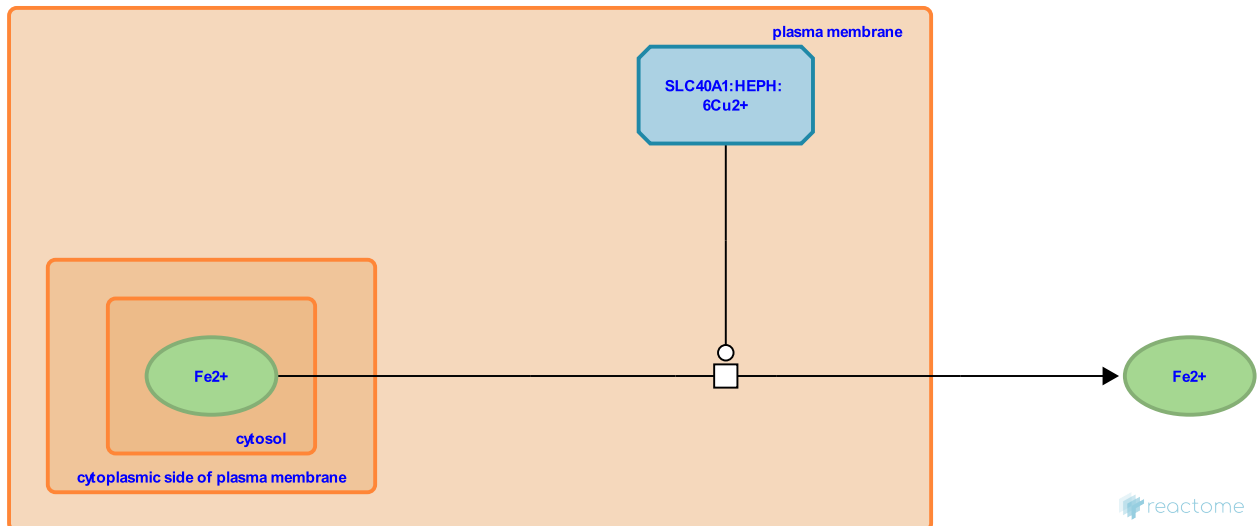 plasma membrane
SLC40A1:HEPH:
6Cu2+
Fe2+
Fe2+
cytosol
cytoplasmic side of plasma membrane
reactome